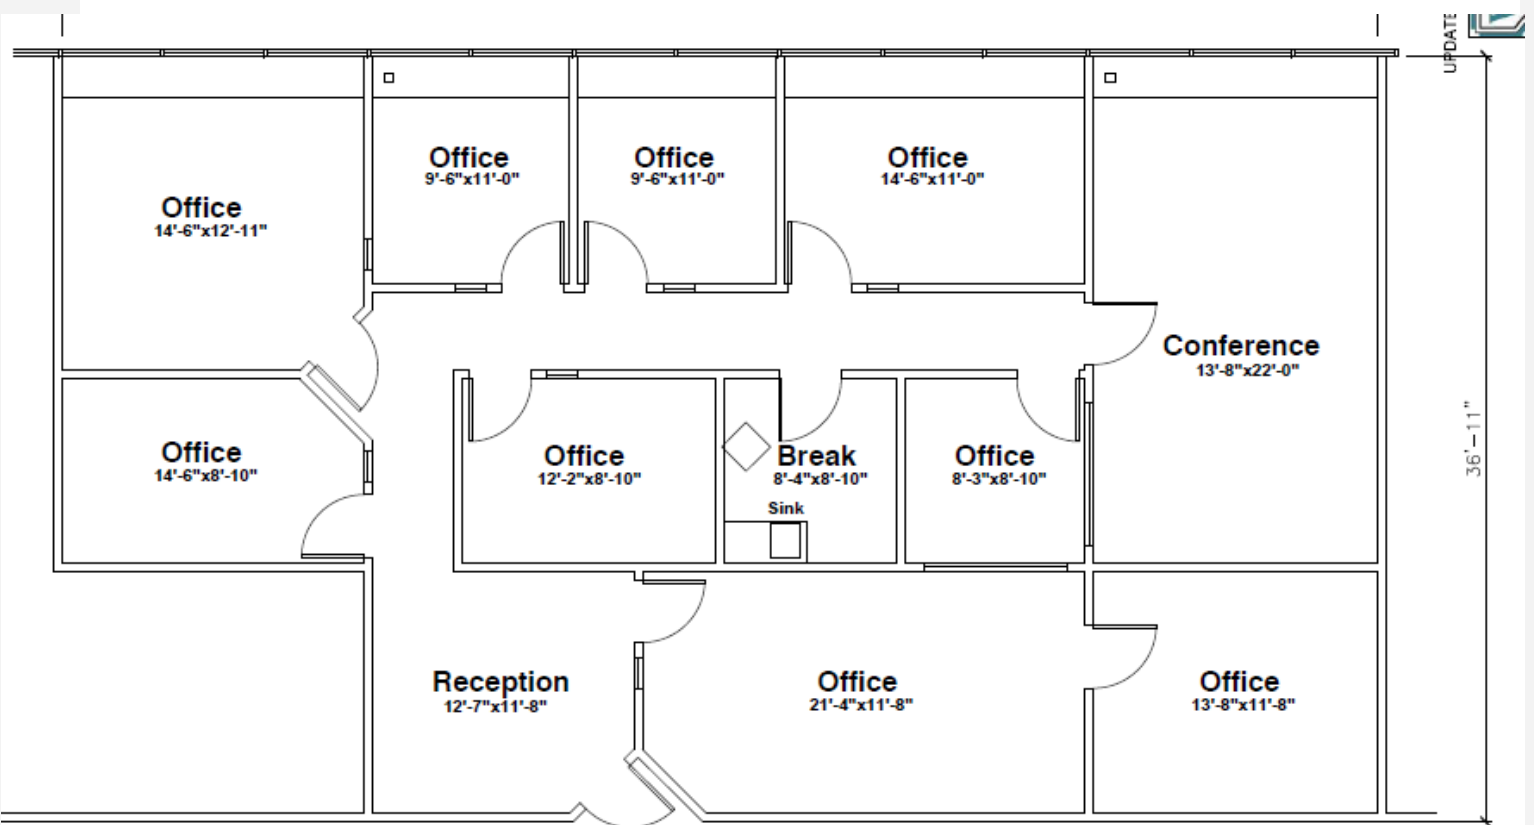 UPDATE
Office
9'-6"x11'-0"
Office
9'-6"x11'-0"
Office
14'-6"x11'-0"
Office
14'-6"x12'-11"
Conference
13'-8"x22'-0"
Office
14'-6"x8'-10"
Office
12'-2"x8'-10"
Break
8'-4"x8'-10"
Sink
Office
8'-3"x8'-10"
36'-11"
Reception
12'-7"x11'-8"
Office
21'-4"x11'-8"
Office
13'-8"x11'-8"